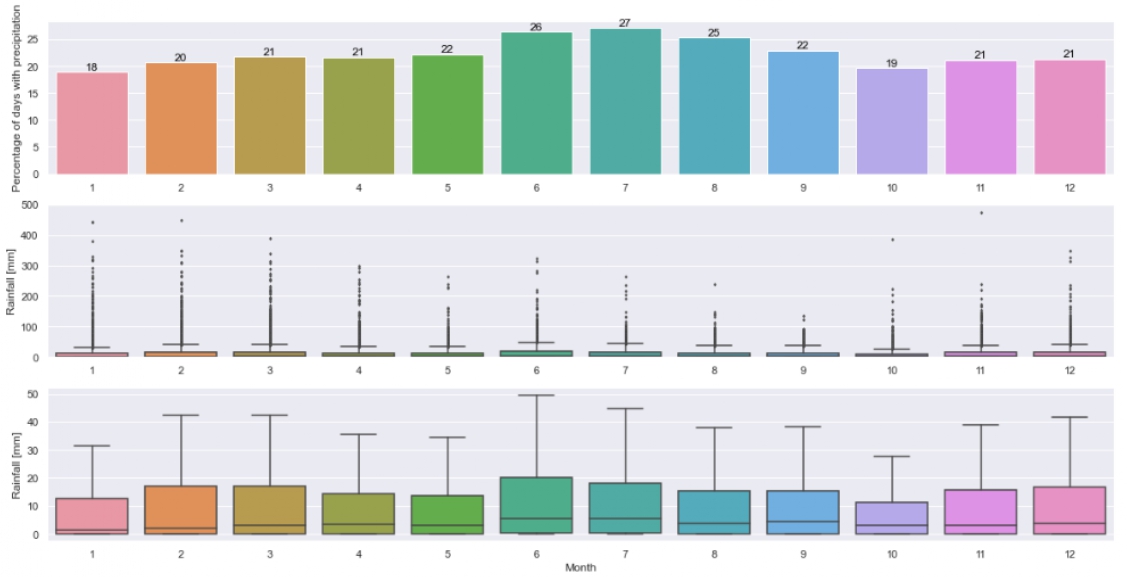 Percentage of days with precipitation
25
20
15
10
5
0
18 20 21 21 22 26 27 25 22 19 21 21
1 2 3 4 5 6 7 8 9 10 11 12
Rainfall [mm]
500
400
300
200
100
0
1 2 3 4 5 6 7 8 9 10 11 12
Rainfall [mm]
50
40
30
20
10
0
1 2 3 4 5 6 7 8 9 10 11 12
Month